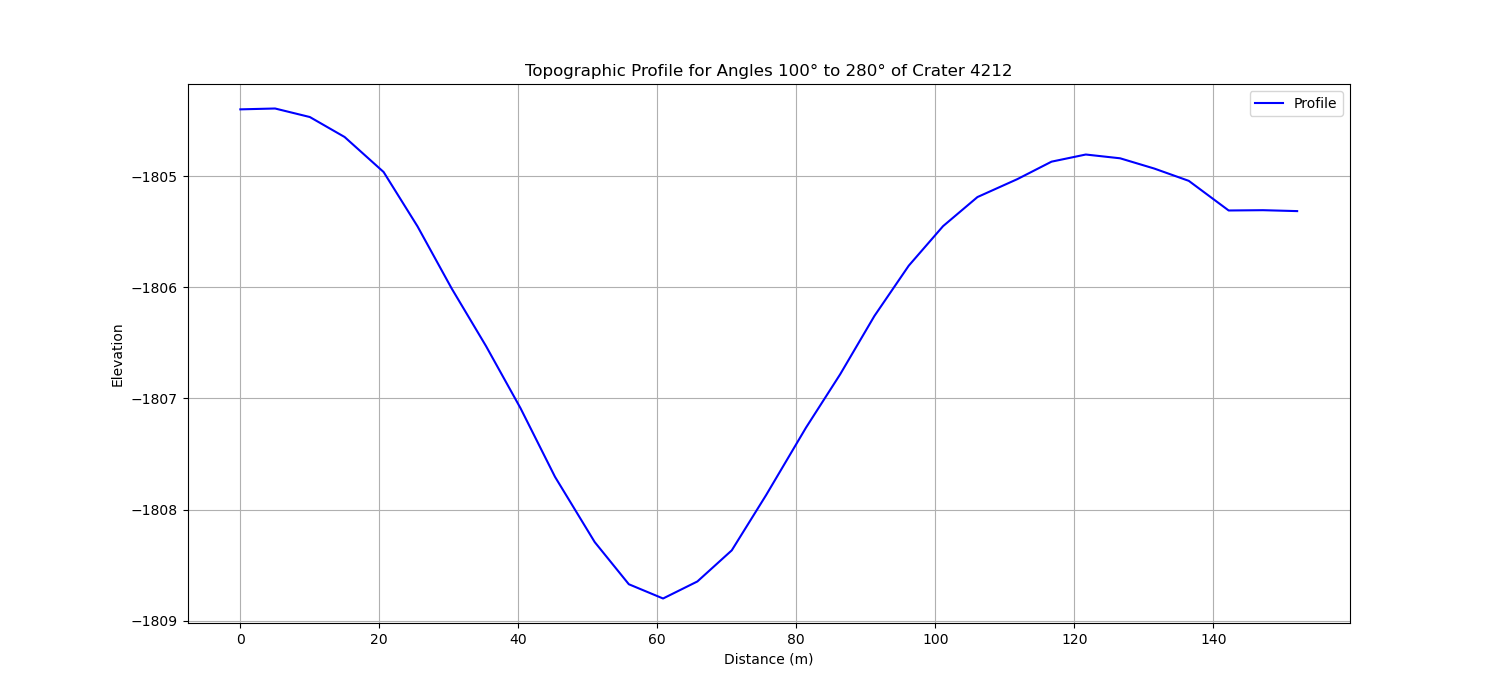 Topographic Profile for Angles 100° to 280° of Crater 4212
Profile
−1805
−1806
−1807
−1808
−1809
Elevation
0 20 40 60 80 100 120 140
Distance (m)